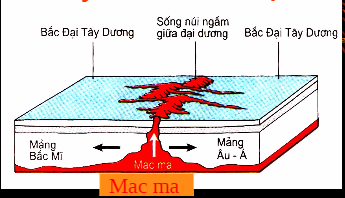 Bắc Đại Tây Dương
Sống núi ngầm
giữa đại dương
Bắc Đại Tây Dương
Mảng
Bắc Mĩ
Mảng
Âu - Á
Mac ma
Mac ma